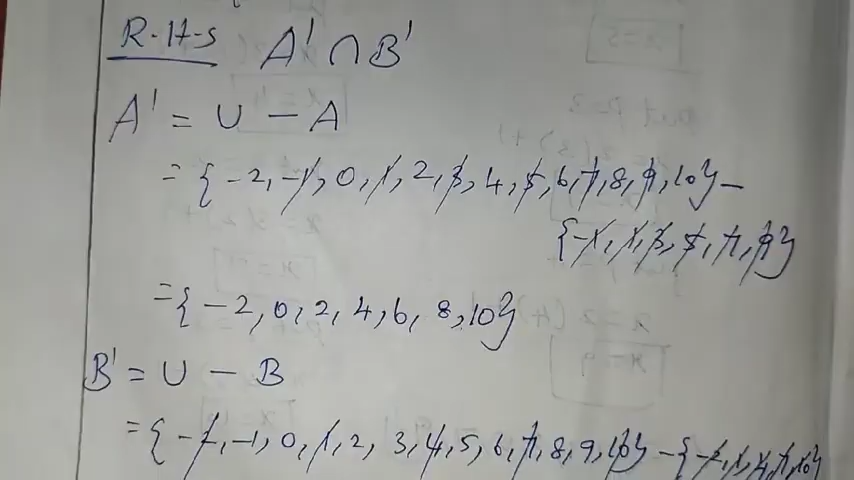 R.H.S A' ∩ B'
A' = U - A
= {-2, -1, 0, 1, 2, 3, 4, 5, 6, 7, 8, 9, 10} -
{-1, 1, 3, 5, 7, 9}
= {-2, 0, 2, 4, 6, 8, 10}
B' = U - B
= {-2, -1, 0, 1, 2, 3, 4, 5, 6, 7, 8, 9, 10} - {-2, 1, 4, 7, 10}